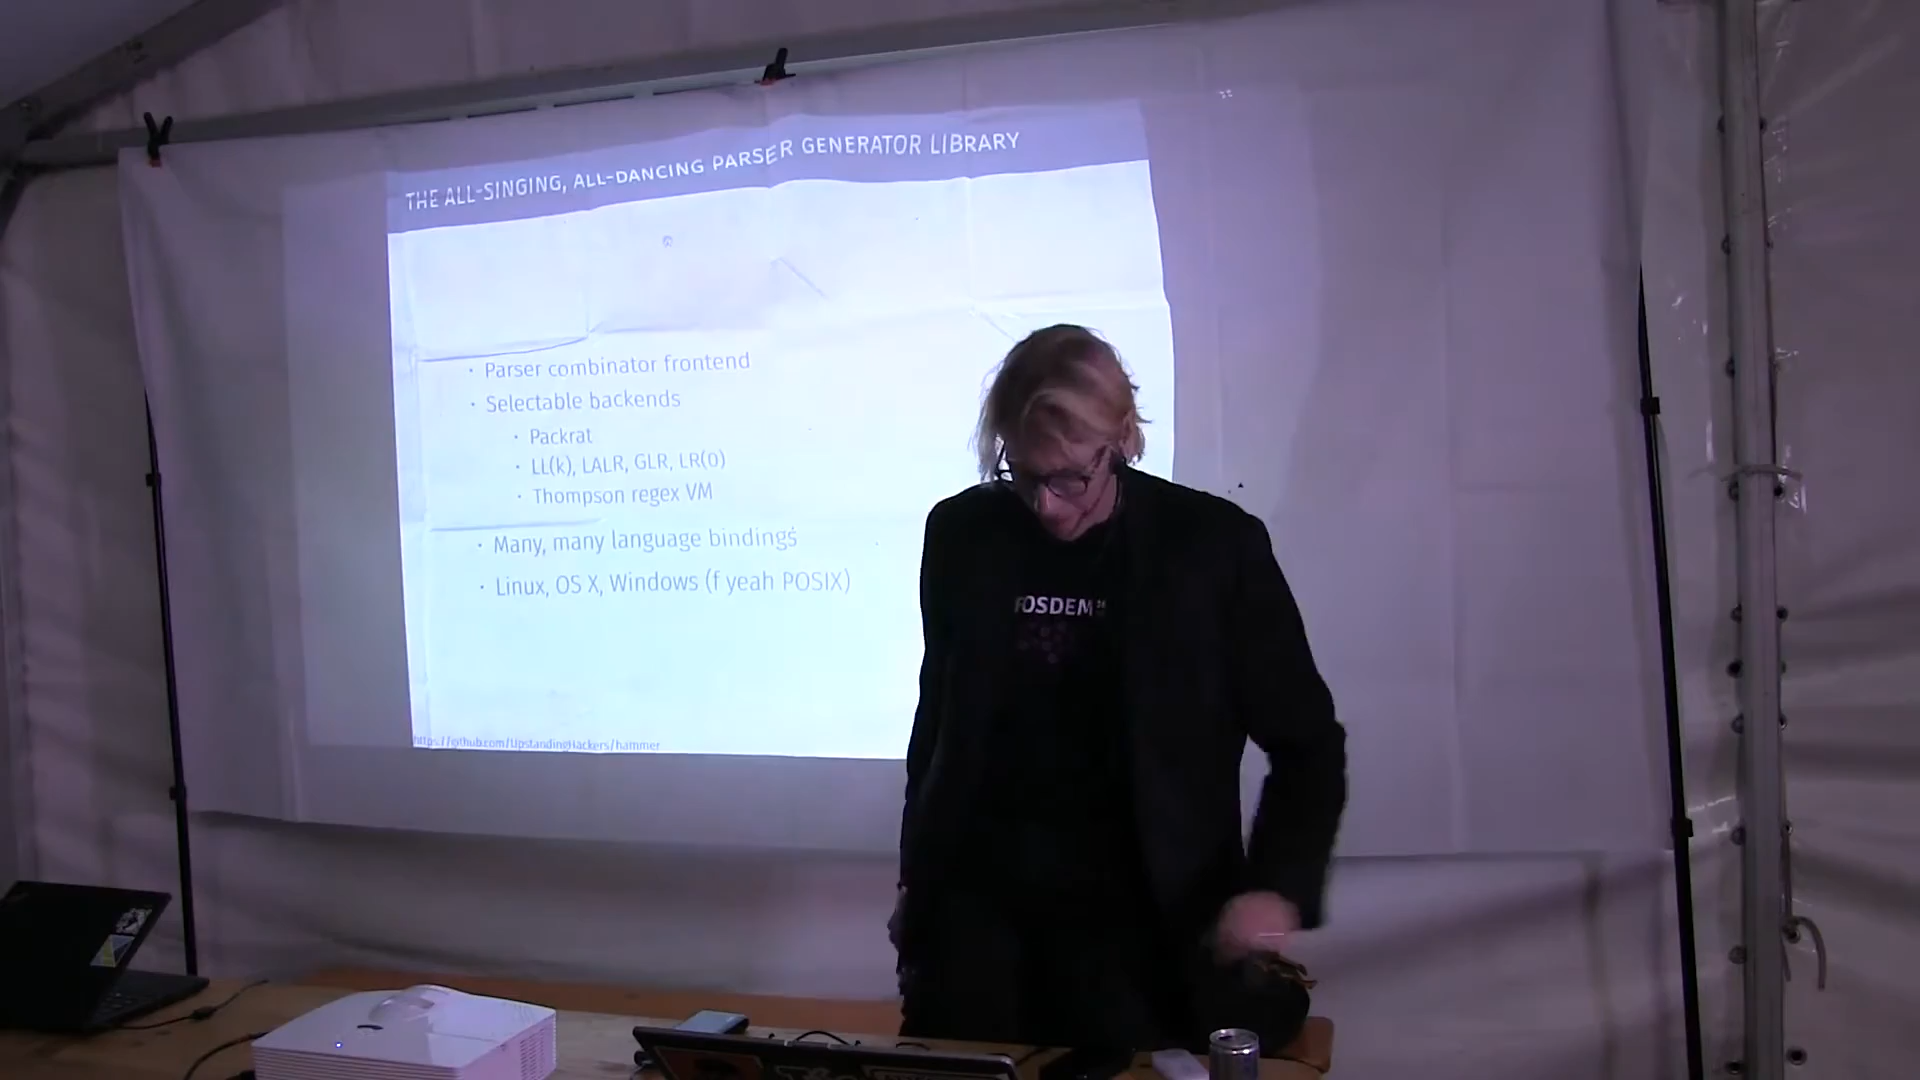 THE ALL-SINGING, ALL-DANCING PARSER GENERATOR LIBRARY
· Parser combinator frontend
· Selectable backends
· Packrat
· LL(k), LALR, GLR, LR(0)
· Thompson regex VM
· Many, many language bindings
· Linux, OS X, Windows (f yeah POSIX)
https://github.com/UpstandingHackers/hammer
FOSDEM